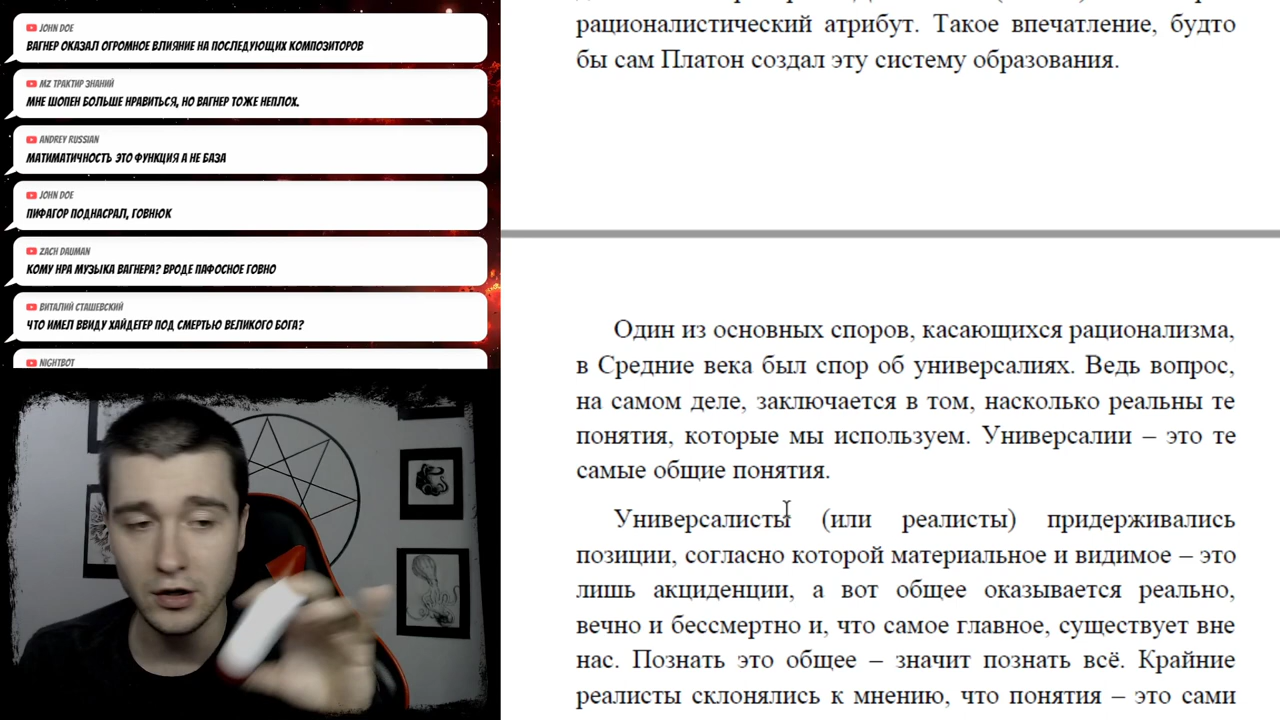 JOHN DOE
ВАГНЕР ОКАЗАЛ ОГРОМНОЕ ВЛИЯНИЕ НА ПОСЛЕДУЮЩИХ КОМПОЗИТОРОВ
MZ ТРАКТИР ЗНАНИЙ
МНЕ ШОПЕН БОЛЬШЕ НРАВИТЬСЯ, НО ВАГНЕР ТОЖЕ НЕПЛОХ.
ANDREY RUSSIAN
МАТИМАТИЧНОСТЬ ЭТО ФУНКЦИЯ А НЕ БАЗА
JOHN DOE
ПИФАГОР ПОДНАСРАЛ, ГОВНЮК
ZACH DAUMAN
КОМУ НРА МУЗЫКА ВАГНЕРА? ВРОДЕ ПАФОСНОЕ ГОВНО
ВИТАЛИЙ СТАШЕВСКИЙ
ЧТО ИМЕЛ ВВИДУ ХАЙДЕГЕР ПОД СМЕРТЬЮ ВЕЛИКОГО БОГА?
NIGHTBOT
рационалистический атрибут. Такое впечатление, будто
бы сам Платон создал эту систему образования.
Один из основных споров, касающихся рационализма,
в Средние века был спор об универсалиях. Ведь вопрос,
на самом деле, заключается в том, насколько реальны те
понятия, которые мы используем. Универсалии – это те
самые общие понятия.
Универсалисты (или реалисты) придерживались
позиции, согласно которой материальное и видимое – это
лишь акциденции, а вот общее оказывается реально,
вечно и бессмертно и, что самое главное, существует вне
нас. Познать это общее – значит познать всё. Крайние
реалисты склонялись к мнению, что понятия – это сами